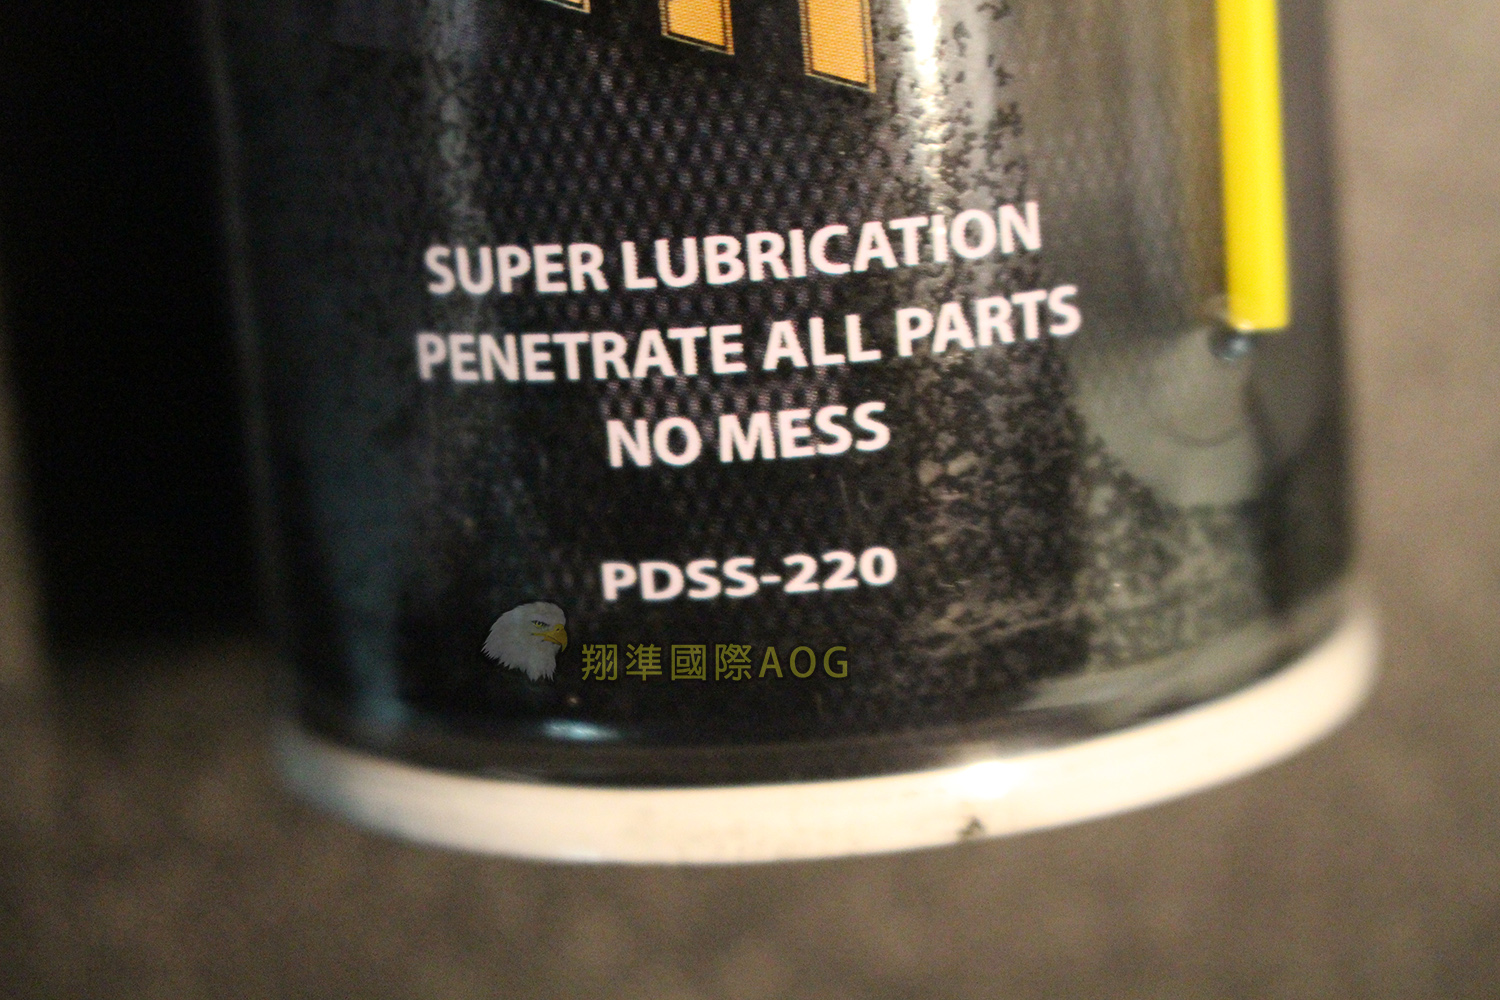 SUPER LUBRICATION
PENETRATE ALL PARTS
NO MESS
PDSS-220
翔準國際AOG